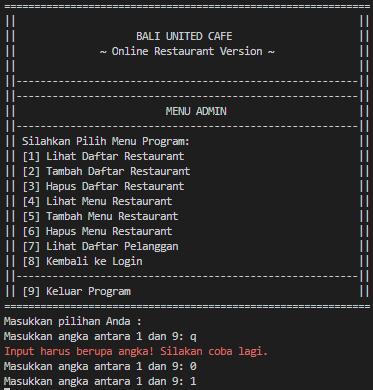 BALI UNITED CAFE
~ Online Restaurant Version ~
MENU ADMIN
Silahkan Pilih Menu Program:
[1] Lihat Daftar Restaurant
[2] Tambah Daftar Restaurant
[3] Hapus Daftar Restaurant
[4] Lihat Menu Restaurant
[5] Tambah Menu Restaurant
[6] Hapus Menu Restaurant
[7] Lihat Daftar Pelanggan
[8] Kembali ke Login
[9] Keluar Program
Masukkan pilihan Anda :
Masukkan angka antara 1 dan 9: q
Input harus berupa angka! Silakan coba lagi.
Masukkan angka antara 1 dan 9: 0
Masukkan angka antara 1 dan 9: 1